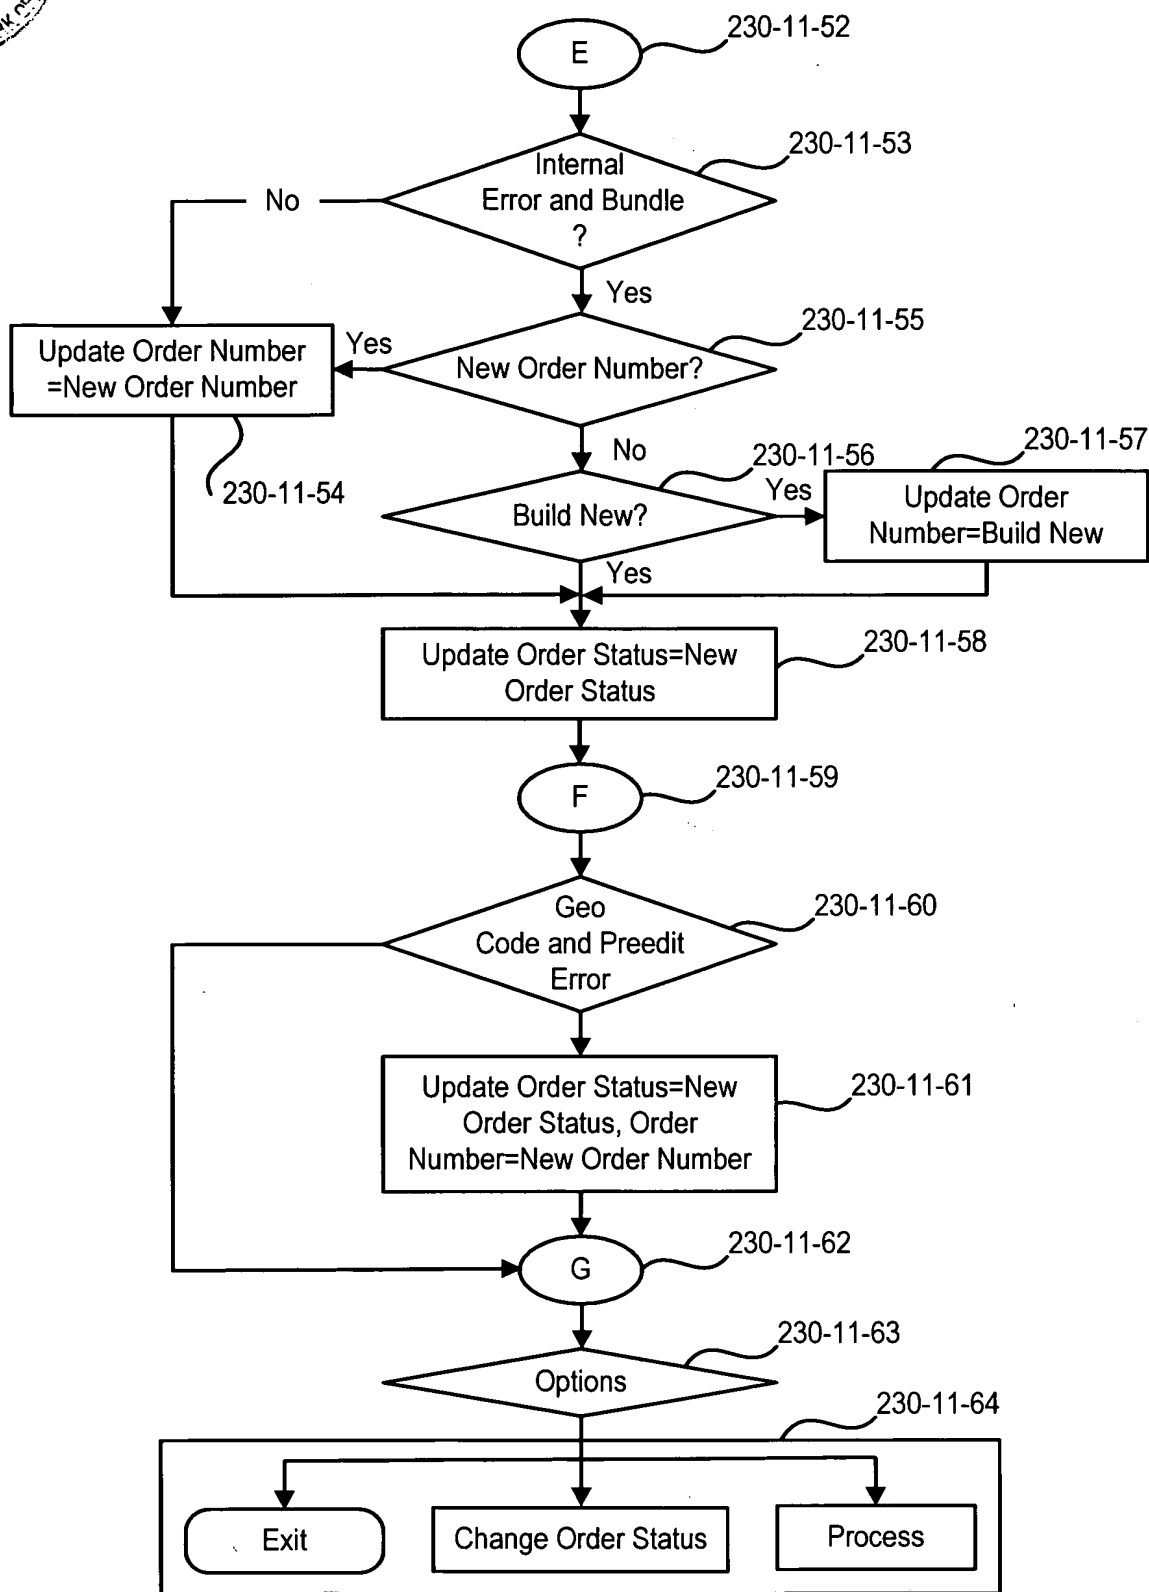 230-11-52
E
230-11-53
Internal
Error and Bundle
?
No
Yes
230-11-55
Update Order Number
=New Order Number
Yes
New Order Number?
No
230-11-54
230-11-56
230-11-57
Build New?
Yes
Update Order
Number=Build New
Yes
Update Order Status=New
Order Status
230-11-58
F
230-11-59
Geo
Code and Preedit
Error
230-11-60
Update Order Status=New
Order Status, Order
Number=New Order Number
230-11-61
G
230-11-62
230-11-63
Options
230-11-64
Exit
Change Order Status
Process